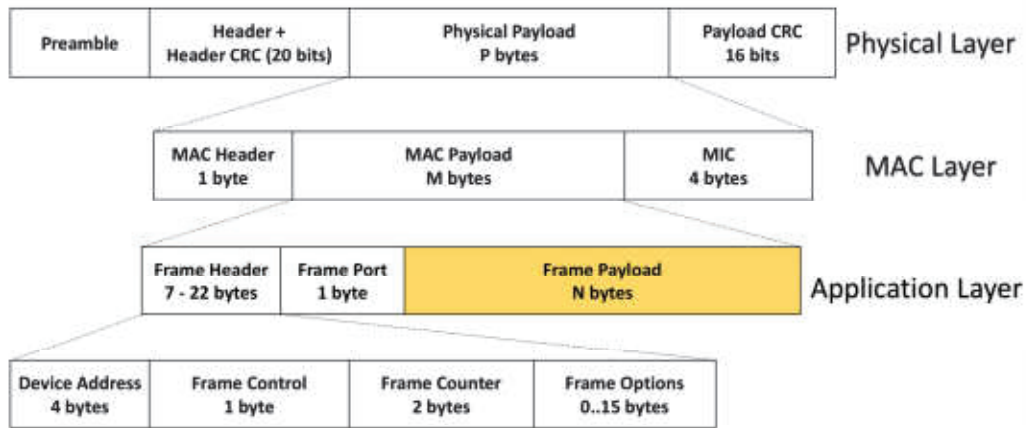 Preamble
Header +
Header CRC (20 bits)
Physical Payload
P bytes
Payload CRC
16 bits
Physical Layer
MAC Header
1 byte
MAC Payload
M bytes
MIC
4 bytes
MAC Layer
Frame Header
7 - 22 bytes
Frame Port
1 byte
Frame Payload
N bytes
Application Layer
Device Address
4 bytes
Frame Control
1 byte
Frame Counter
2 bytes
Frame Options
0..15 bytes